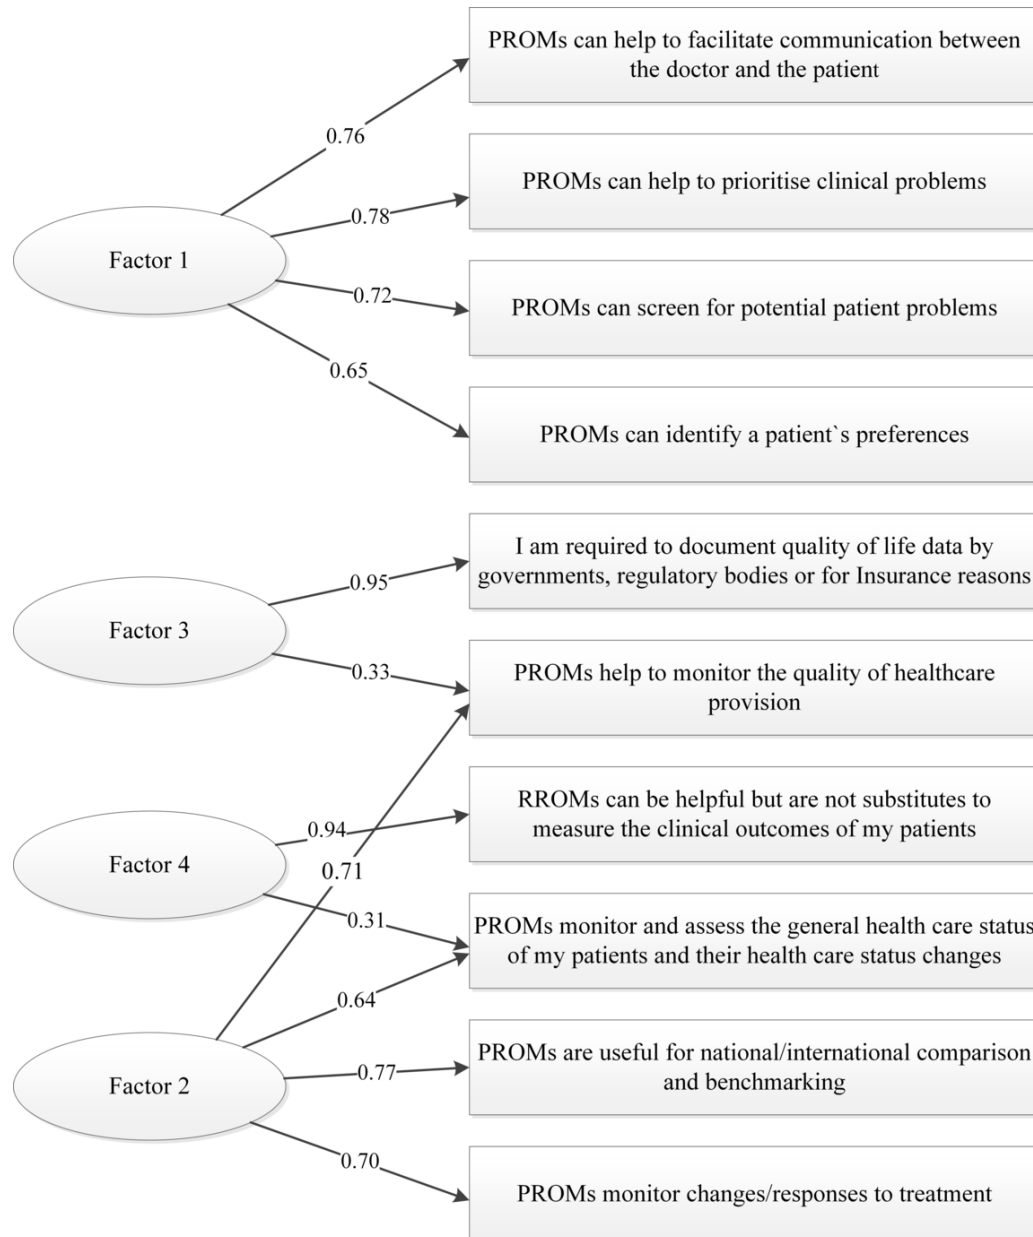 PROMs can help to facilitate communication between
the doctor and the patient
0.76
PROMs can help to prioritise clinical problems
0.78
Factor 1
0.72
PROMs can screen for potential patient problems
0.65
PROMs can identify a patient`s preferences
I am required to document quality of life data by
governments, regulatory bodies or for Insurance reasons
0.95
Factor 3
0.33
PROMs help to monitor the quality of healthcare
provision
RROMs can be helpful but are not substitutes to
measure the clinical outcomes of my patients
0.94
Factor 4
0.71
0.31
PROMs monitor and assess the general health care status
of my patients and their health care status changes
0.64
PROMs are useful for national/international comparison
and benchmarking
0.77
Factor 2
0.70
PROMs monitor changes/responses to treatment